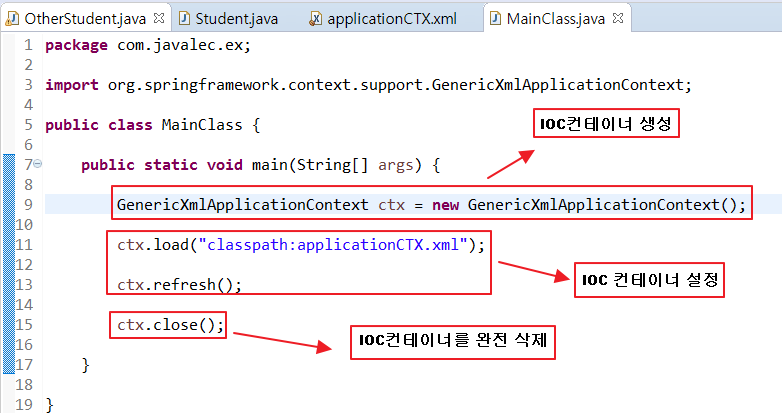 OtherStudent.java Student.java applicationCTX.xml MainClass.java
1 package com.javalec.ex;
2
3 import org.springframework.context.support.GenericXmlApplicationContext;
4
5 public class MainClass {
IOC컨테이너 생성
6
7 public static void main(String[] args) {
8
9 GenericXmlApplicationContext ctx = new GenericXmlApplicationContext();
10
11 ctx.load("classpath:applicationCTX.xml");
12
13 ctx.refresh();
IOC 컨테이너 설정
14
15 ctx.close();
IOC컨테이너를 완전 삭제
16
17 }
18
19 }